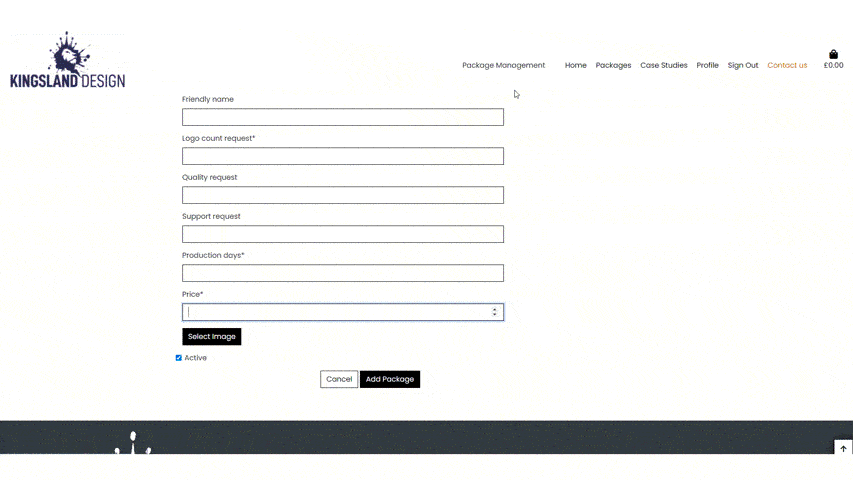 KINGSLAND DESIGN
Package Management Home Packages Case Studies Profile Sign Out Contact us £0.00
Friendly name
Logo count request*
Quality request
Support request
Production days*
Price*
Select Image
Active
Cancel Add Package